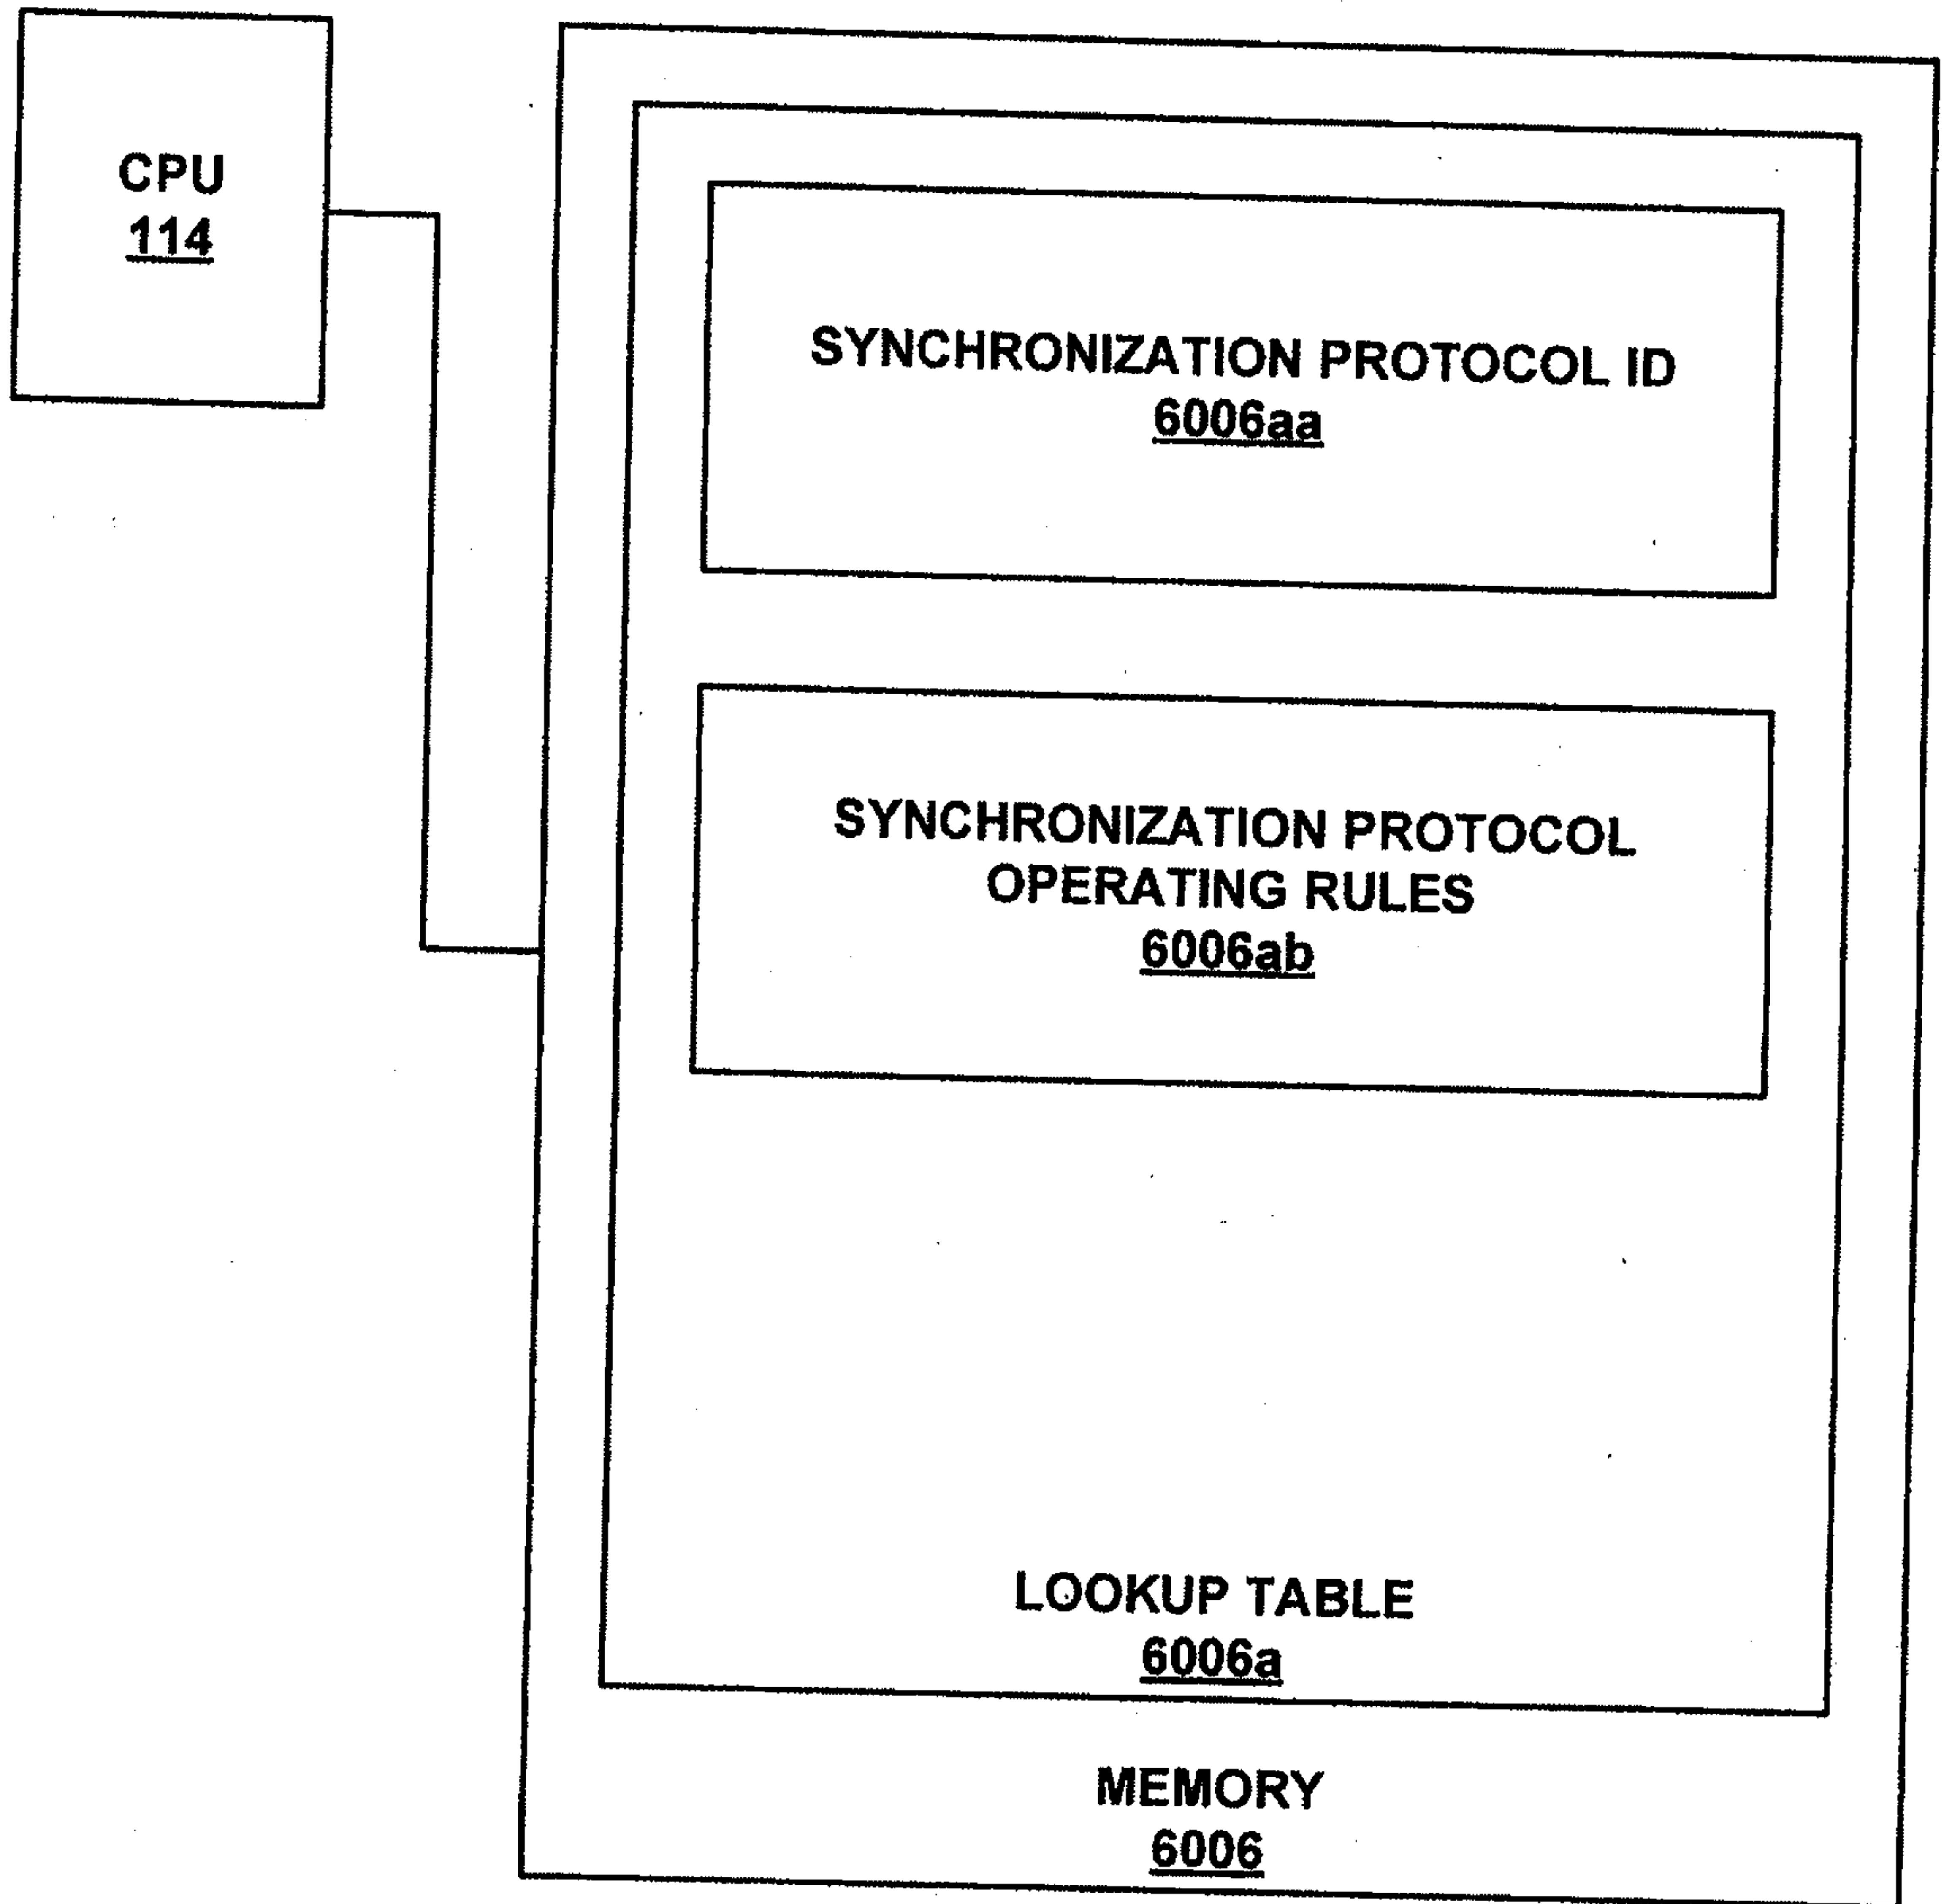 CPU
114
SYNCHRONIZATION PROTOCOL ID
6006aa
SYNCHRONIZATION PROTOCOL
OPERATING RULES
6006ab
LOOKUP TABLE
6006a
MEMORY
6006